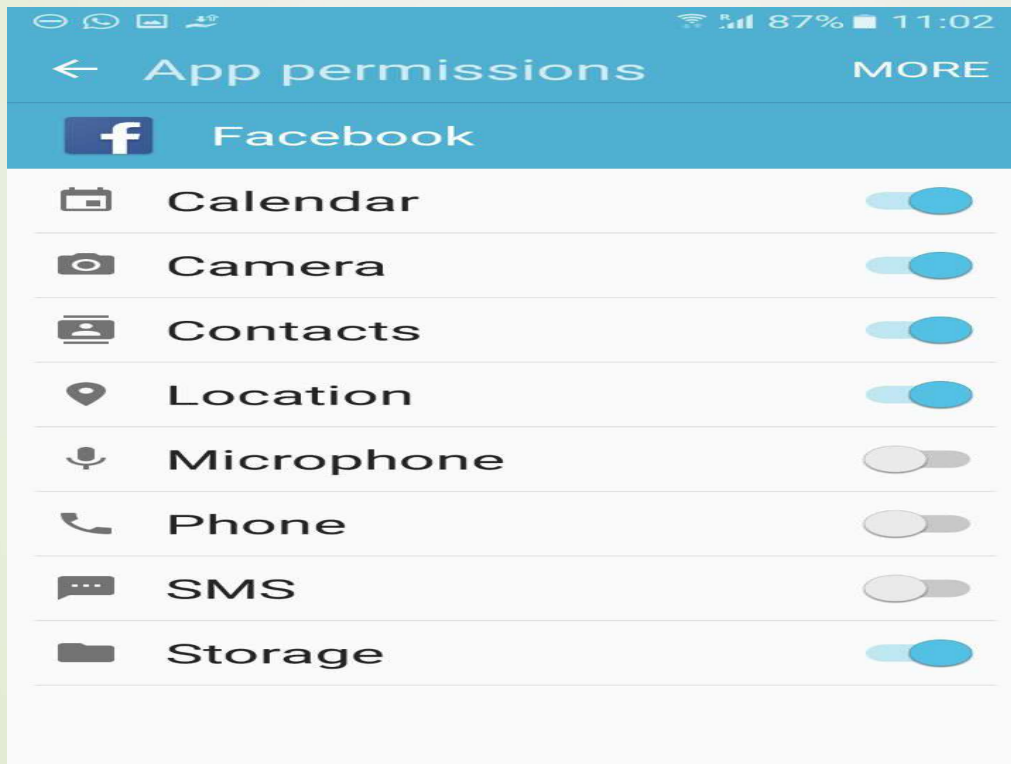 87% 11:02
App permissions MORE
f Facebook
Calendar
Camera
Contacts
Location
Microphone
Phone
SMS
Storage